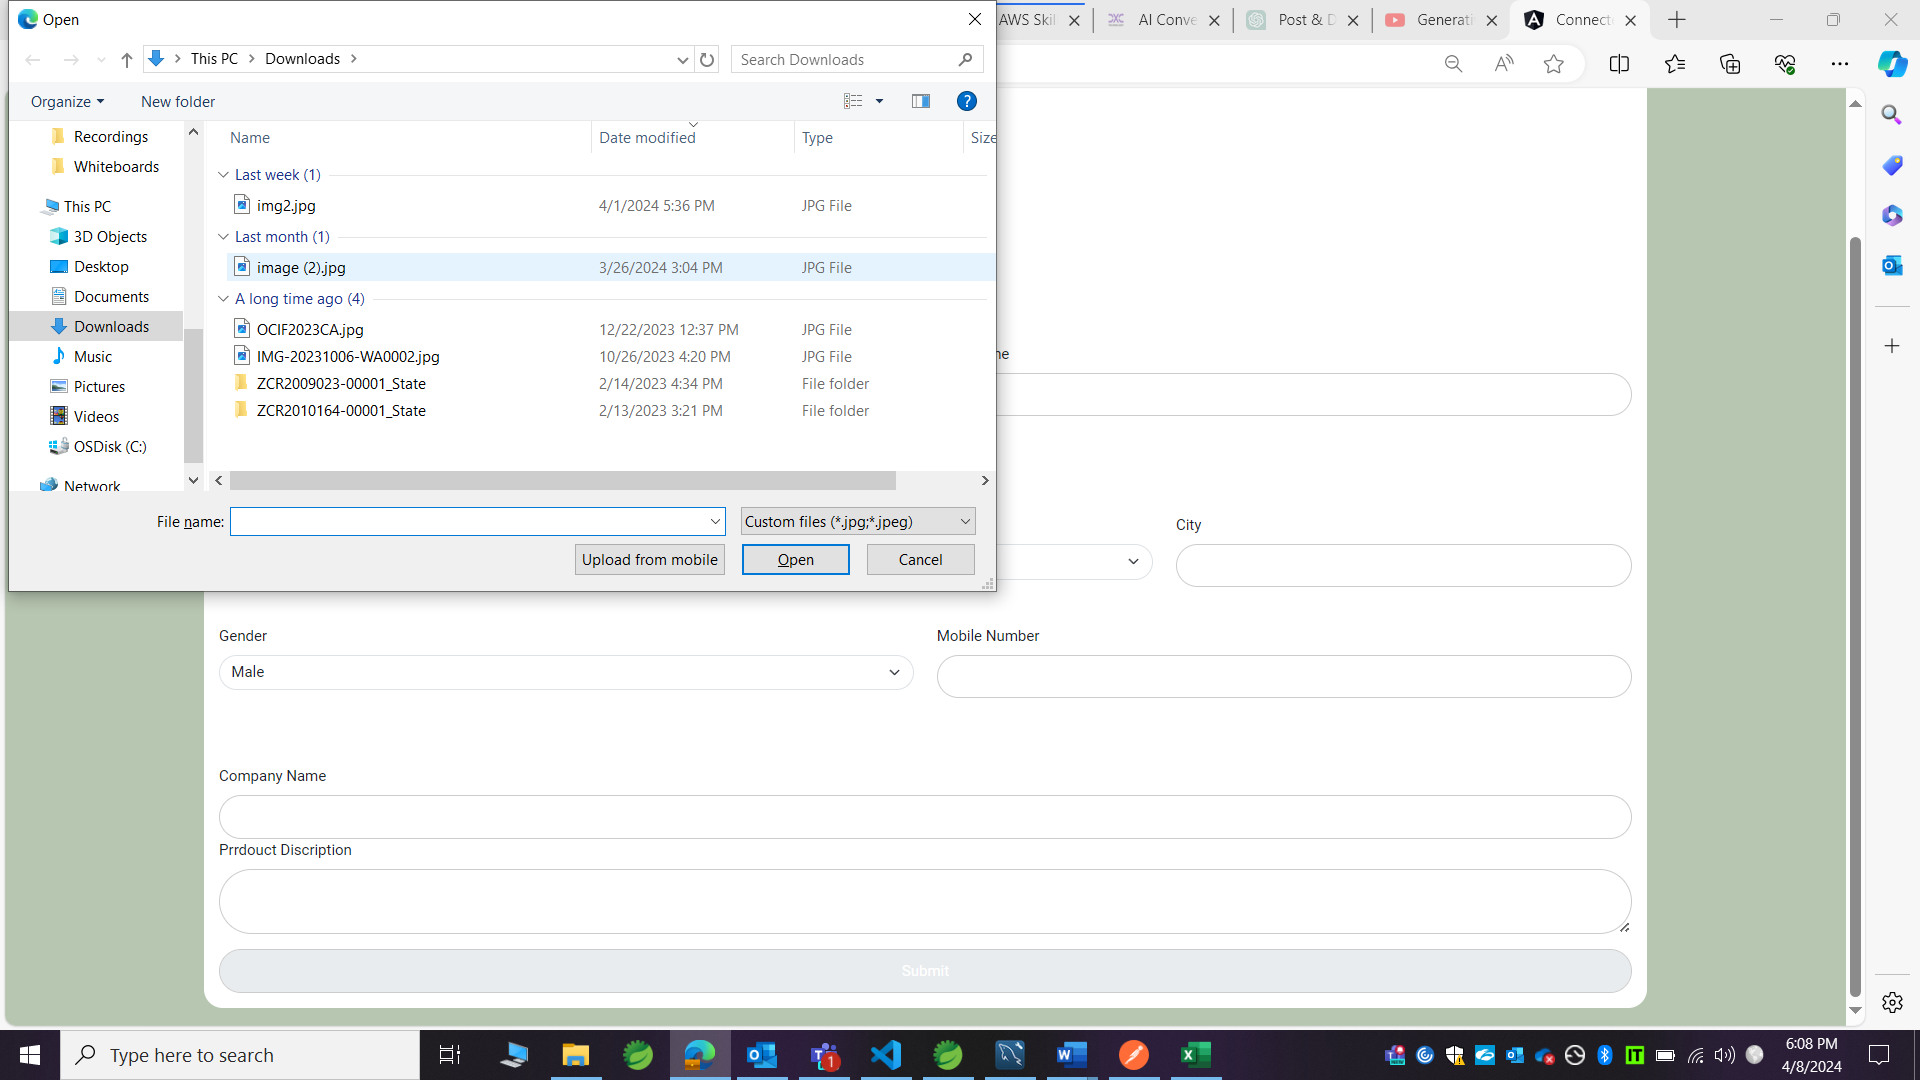 Open
AWS Skil
AI Conve
Post & D
Generati
Connect
This PC > Downloads >
Search Downloads
Organize
New folder
Recordings
Whiteboards
This PC
3D Objects
Desktop
Documents
Downloads
Music
Pictures
Videos
OSDisk (C:)
Network
Name Date modified Type Size
Last week (1)
img2.jpg 4/1/2024 5:36 PM JPG File
Last month (1)
image (2).jpg 3/26/2024 3:04 PM JPG File
A long time ago (4)
OCIF2023CA.jpg 12/22/2023 12:37 PM JPG File
IMG-20231006-WA0002.jpg 10/26/2023 4:20 PM JPG File
ZCR2009023-00001_State 2/14/2023 4:34 PM File folder
ZCR2010164-00001_State 2/13/2023 3:21 PM File folder
File name:
Custom files (*.jpg;*.jpeg)
Upload from mobile
Open
Cancel
me
City
Gender
Mobile Number
Male
Company Name
Prrdouct Discription
Submit
Type here to search
1
IT
6:08 PM
4/8/2024